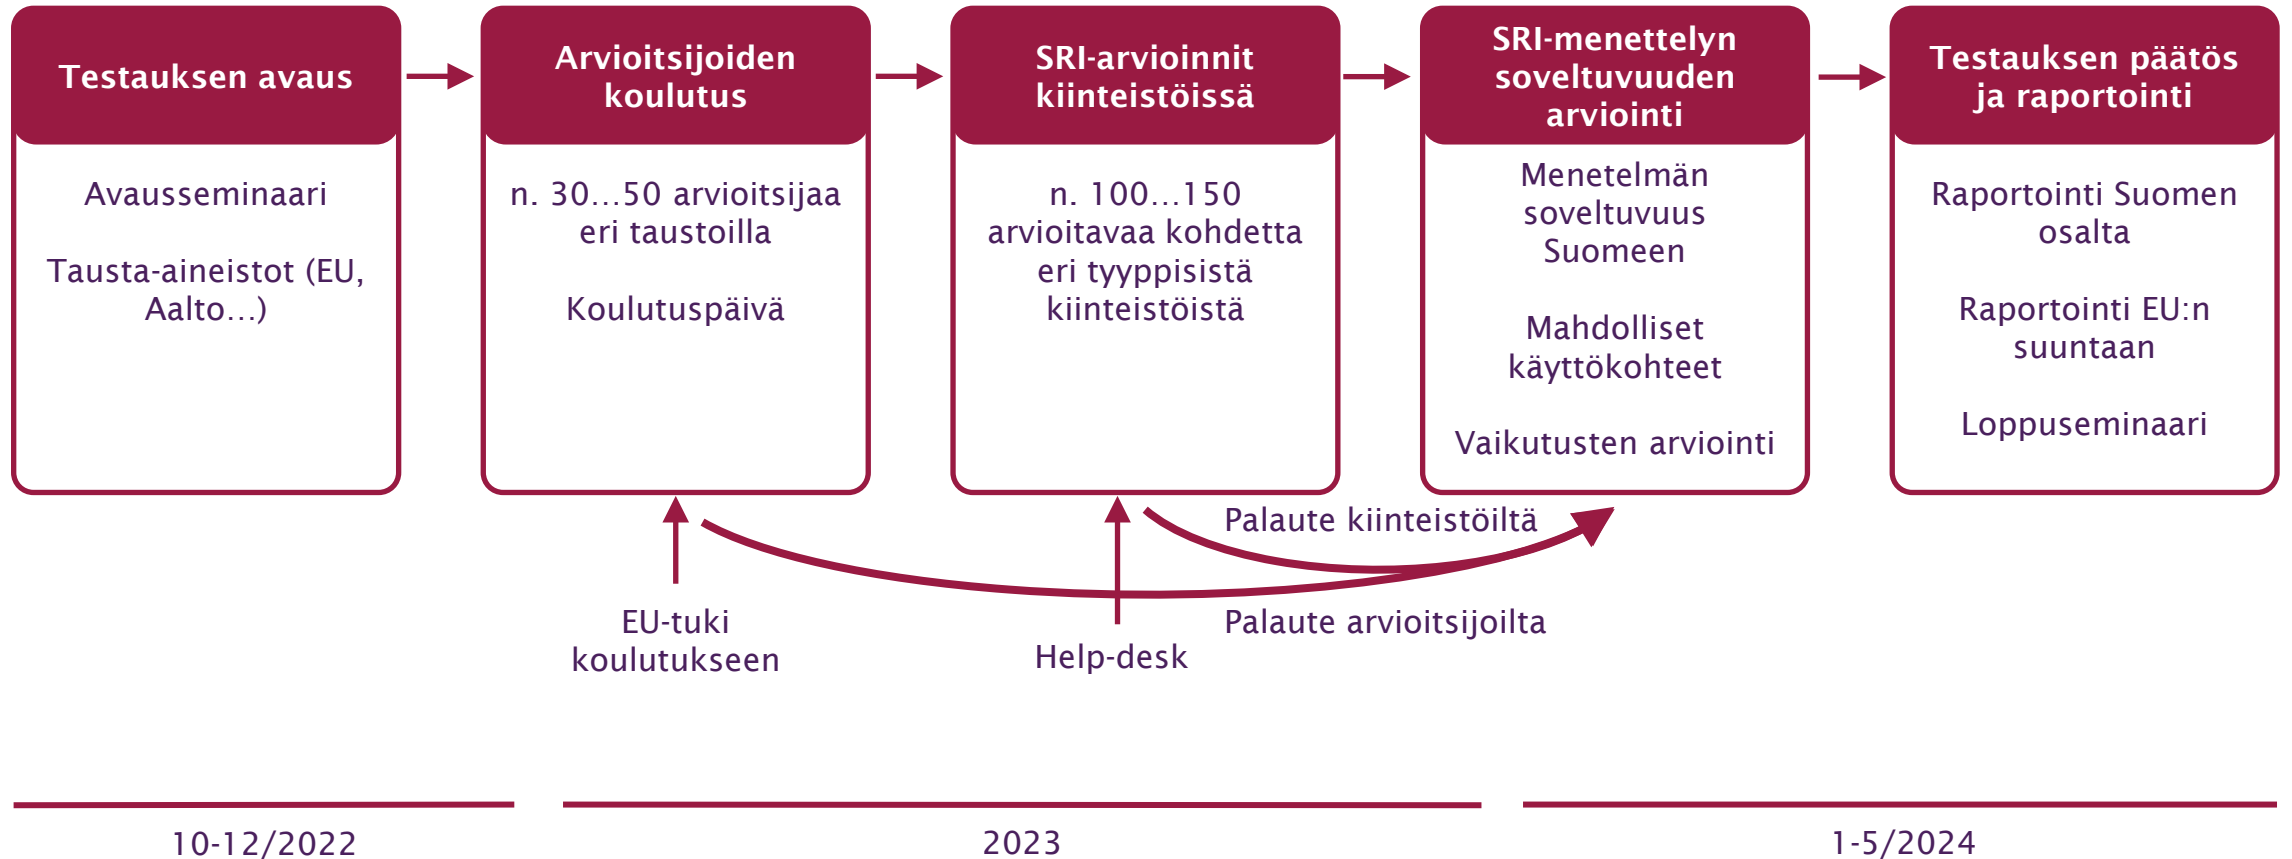 Testauksen avaus
Avausseminaari
Tausta-aineistot (EU,
Aalto…)
Arvioitsijoiden
koulutus
n. 30…50 arvioitsijaa
eri taustoilla
Koulutuspäivä
SRI-arvioinnit
kiinteistöissä
n. 100…150
arvioitavaa kohdetta
eri tyyppisistä
kiinteistöistä
SRI-menettelyn
soveltuvuuden
arviointi
Menetelmän
soveltuvuus
Suomeen
Mahdolliset
käyttökohteet
Vaikutusten arviointi
Testauksen päätös
ja raportointi
Raportointi Suomen
osalta
Raportointi EU:n
suuntaan
Loppuseminaari
Palaute kiinteistöiltä
EU-tuki
koulutukseen
Help-desk
Palaute arvioitsijoilta
10-12/2022
2023
1-5/2024